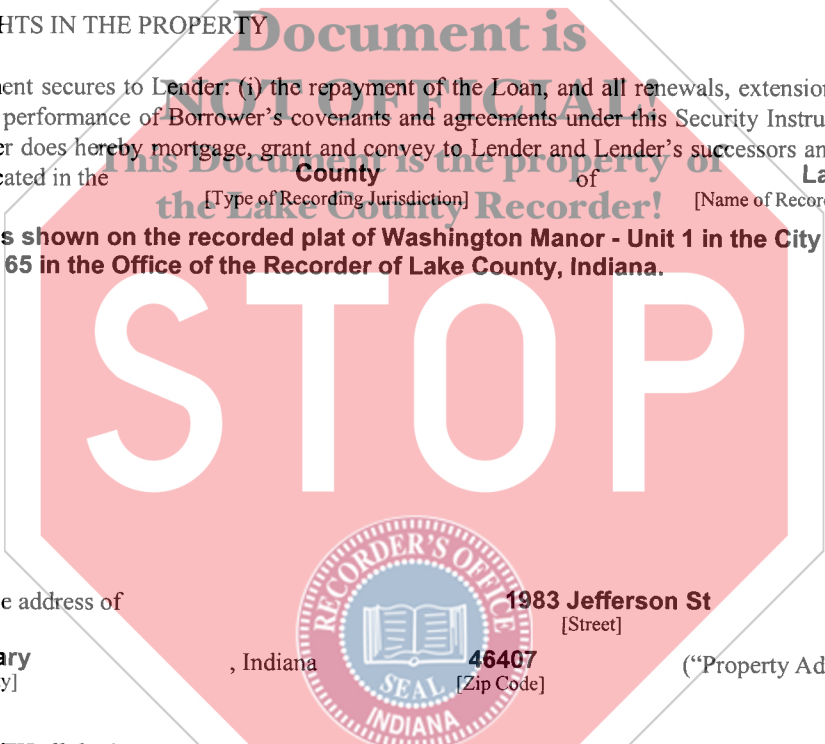 HTS IN THE PROPERTY
Document is
ent secures to Lender: (i) the repayment of the Loan, and all renewals, extension
NOT OFFICIAL!
performance of Borrower's covenants and agreements under this Security Instru
er does hereby mortgage, grant and convey to Lender and Lender's successors an
This Document is the property of
cated in the County of La
the Lake County Recorder!
[Type of Recording Jurisdiction] [Name of Record
s shown on the recorded plat of Washington Manor - Unit 1 in the City
65 in the Office of the Recorder of Lake County, Indiana.
STOP
RECORDER'S OFFICE
e address of 1983 Jefferson St
[Street]
ary , Indiana 46407 ("Property Ad
y] [Zip Code]
SEAL
INDIANA